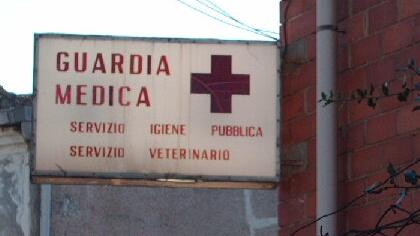 GUARDIA
MEDICA
SERVIZIO IGIENE PUBBLICA
SERVIZIO VETERINARIO